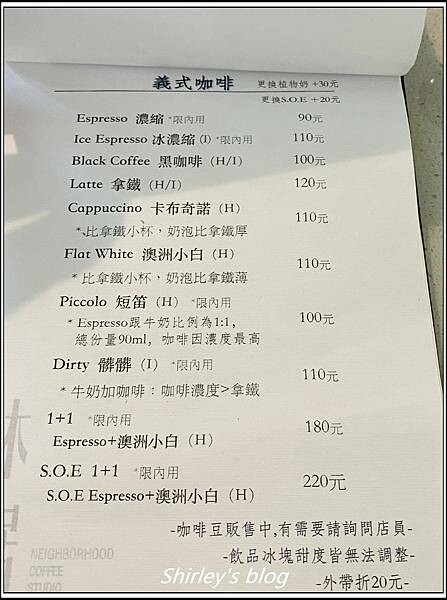 義式咖啡 更換植物奶 +30元
更換S.O.E +20元
Espresso 濃縮 *限內用 90元
Ice Espresso 冰濃縮 (I) *限內用 110元
Black Coffee 黑咖啡 (H/I) 100元
Latte 拿鐵 (H/I) 120元
Cappuccino 卡布奇諾 (H) 110元
*比拿鐵小杯，奶泡比拿鐵厚
Flat White 澳洲小白 (H) 110元
*比拿鐵小杯，奶泡比拿鐵薄
Piccolo 短笛 (H) *限內用 100元
* Espresso跟牛奶比例為1:1,
總份量90ml，咖啡因濃度最高
Dirty 髒髒 (I) *限內用 110元
* 牛奶加咖啡：咖啡濃度>拿鐵
1+1 *限內用 180元
Espresso+澳洲小白 (H)
S.O.E 1+1 *限內用 220元
S.O.E Espresso+澳洲小白 (H)
-咖啡豆販售中,有需要請詢問店員-
-飲品冰塊甜度皆無法調整-
-外帶折20元-
NEIGHBORHOOD
COFFEE
STUDIO
Shirley's blog